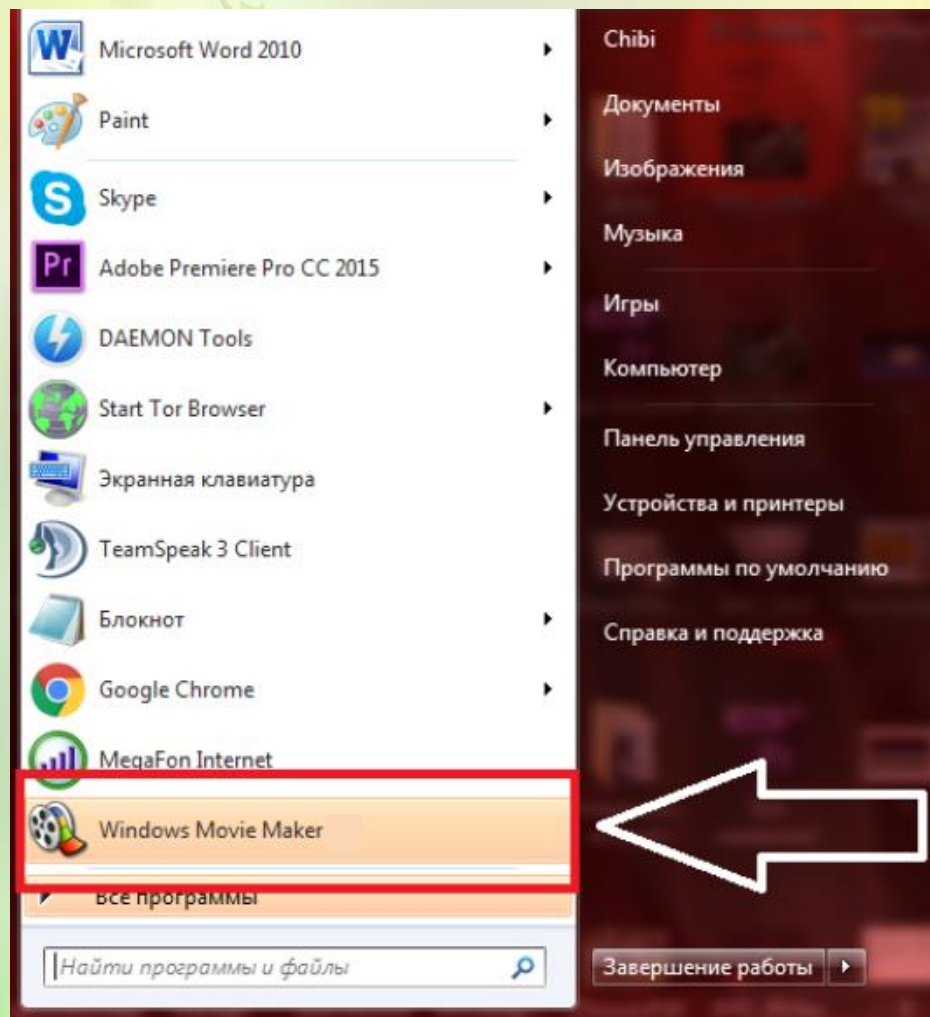 Microsoft Word 2010
Paint
Skype
Adobe Premiere Pro CC 2015
DAEMON Tools
Start Tor Browser
Экранная клавиатура
TeamSpeak 3 Client
Блокнот
Google Chrome
MegaFon Internet
Windows Movie Maker
Все программы
Найти программы и файлы
Chibi
Документы
Изображения
Музыка
Игры
Компьютер
Панель управления
Устройства и принтеры
Программы по умолчанию
Справка и поддержка
Завершение работы